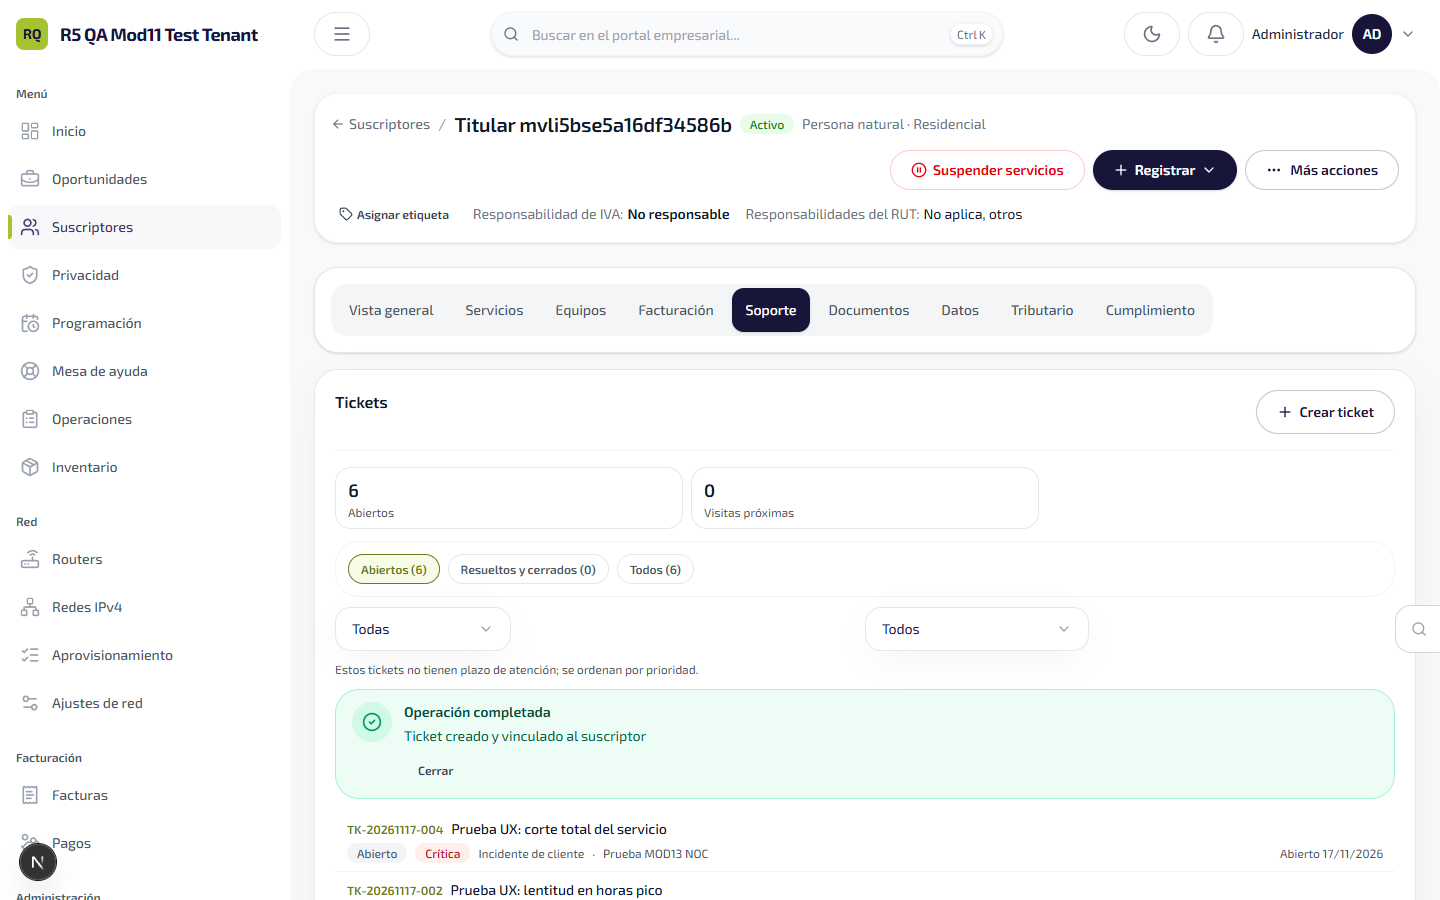 RQ R5 QA Mod11 Test Tenant
Buscar en el portal empresarial...
Ctrl K
Administrador
AD
Menú
Inicio
Oportunidades
Suscriptores
Privacidad
Programación
Mesa de ayuda
Operaciones
Inventario
Red
Routers
Redes IPv4
Aprovisionamiento
Ajustes de red
Facturación
Facturas
Pagos
N
Administración
Suscriptores / Titular mvli5bse5a16df34586b Activo Persona natural · Residencial
Suspender servicios
Registrar
Más acciones
Asignar etiqueta
Responsabilidad de IVA: No responsable
Responsabilidades del RUT: No aplica, otros
Vista general
Servicios
Equipos
Facturación
Soporte
Documentos
Datos
Tributario
Cumplimiento
Tickets
Crear ticket
6
Abiertos
0
Visitas próximas
Abiertos (6)
Resueltos y cerrados (0)
Todos (6)
Todas
Todos
Estos tickets no tienen plazo de atención; se ordenan por prioridad.
Operación completada
Ticket creado y vinculado al suscriptor
Cerrar
TK-20261117-004 Prueba UX: corte total del servicio
Abierto Crítica Incidente de cliente · Prueba MOD13 NOC
Abierto 17/11/2026
TK-20261117-002 Prueba UX: lentitud en horas pico